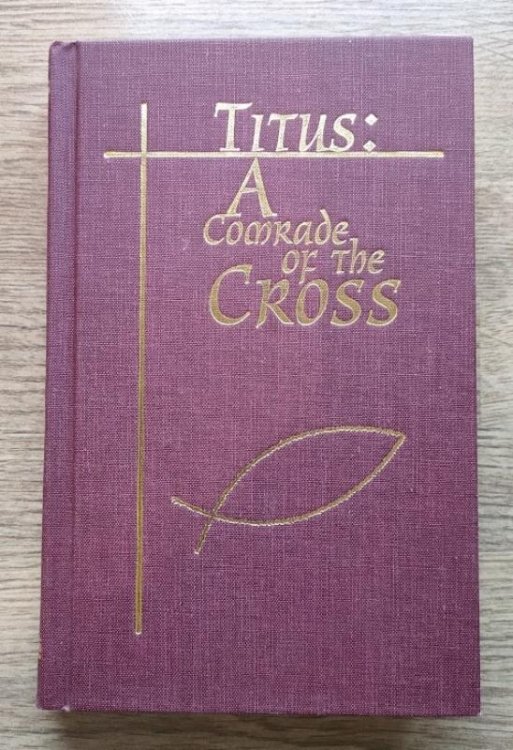 TITUS:
A
COMRADE
OF THE
CROSS